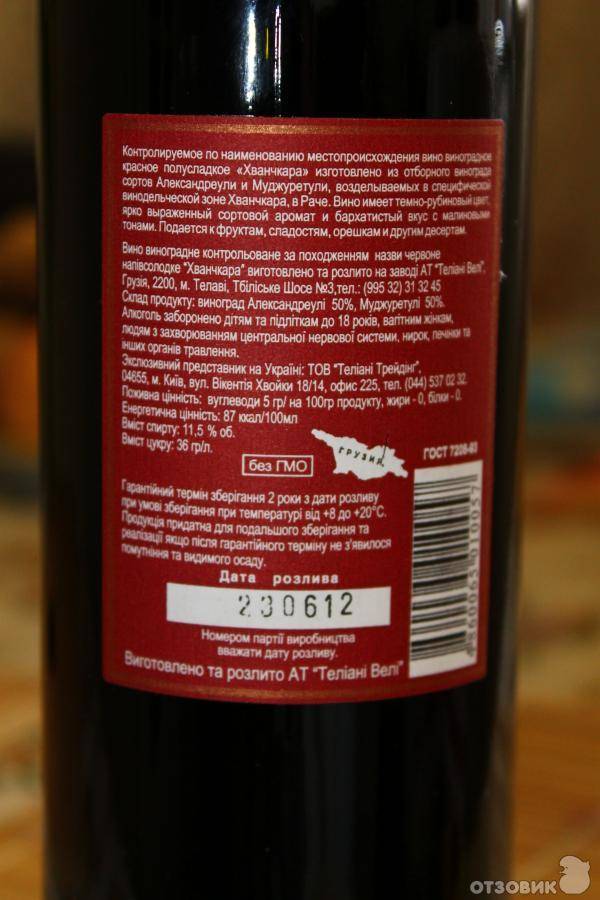 Контролируемое по наименованию местопроисхождения вино виноградное
красное полусладкое «Хванчкара» изготовлено из отборного винограда
сортов Александреули и Муджуретули, возделываемых в специфической
винодельческой зоне Хванчкара, в Раче. Вино имеет темно-рубиновый цвет,
ярко выраженный сортовой аромат и бархатистый вкус с малиновыми
тонами. Подается к фруктам, сладостям, орешкам и другим десертам.
Вино виноградне контрольоване за походженням назви червоне
напівсолодке "Хванчкара" виготовлено та розлито на заводі АТ "Теліані Велі".
Грузія, 2200, м. Телаві, Тбіліське Шосе №3,тел.: (995 32) 31 32 45
Склад продукту: виноград Александреулі 50%, Муджуретулі 50%.
Алкоголь заборонено дітям та підліткам до 18 років, вагітним жінкам,
людям з захворюванням центральної нервової системи, нирок, печінки та
інших органів травлення.
Эксклюзивний представник на Україні: ТОВ "Теліані Трейдінг",
04655, м. Київ, вул. Вікентія Хвойки 18/14, офис 225, тел. (044) 537 02 32
Поживна цінність: вуглеводи 5 гр/ на 100гр продукту, жири - 0, білки - 0.
Енергетична цінність: 87 ккал/100мл
Вміст спирту: 11,5 % об.
Вміст цукру: 36 гр/л.
ГРУЗИЯ
ГОСТ 7208-93
без ГМО
Гарантійний термін зберігання 2 роки з дати розливу
при умові зберігання при температурі від +8 до +20°С.
Продукція придатна для подальшого зберігання та
реалізації якщо після гарантійного терміну не з'явилося
помутніння та видимого осаду.
Дата розлива
230612
Номером партії виробництва
вважати дату розливу.
Виготовлено та розлито АТ "Теліані Велі"
ОТЗОВИК